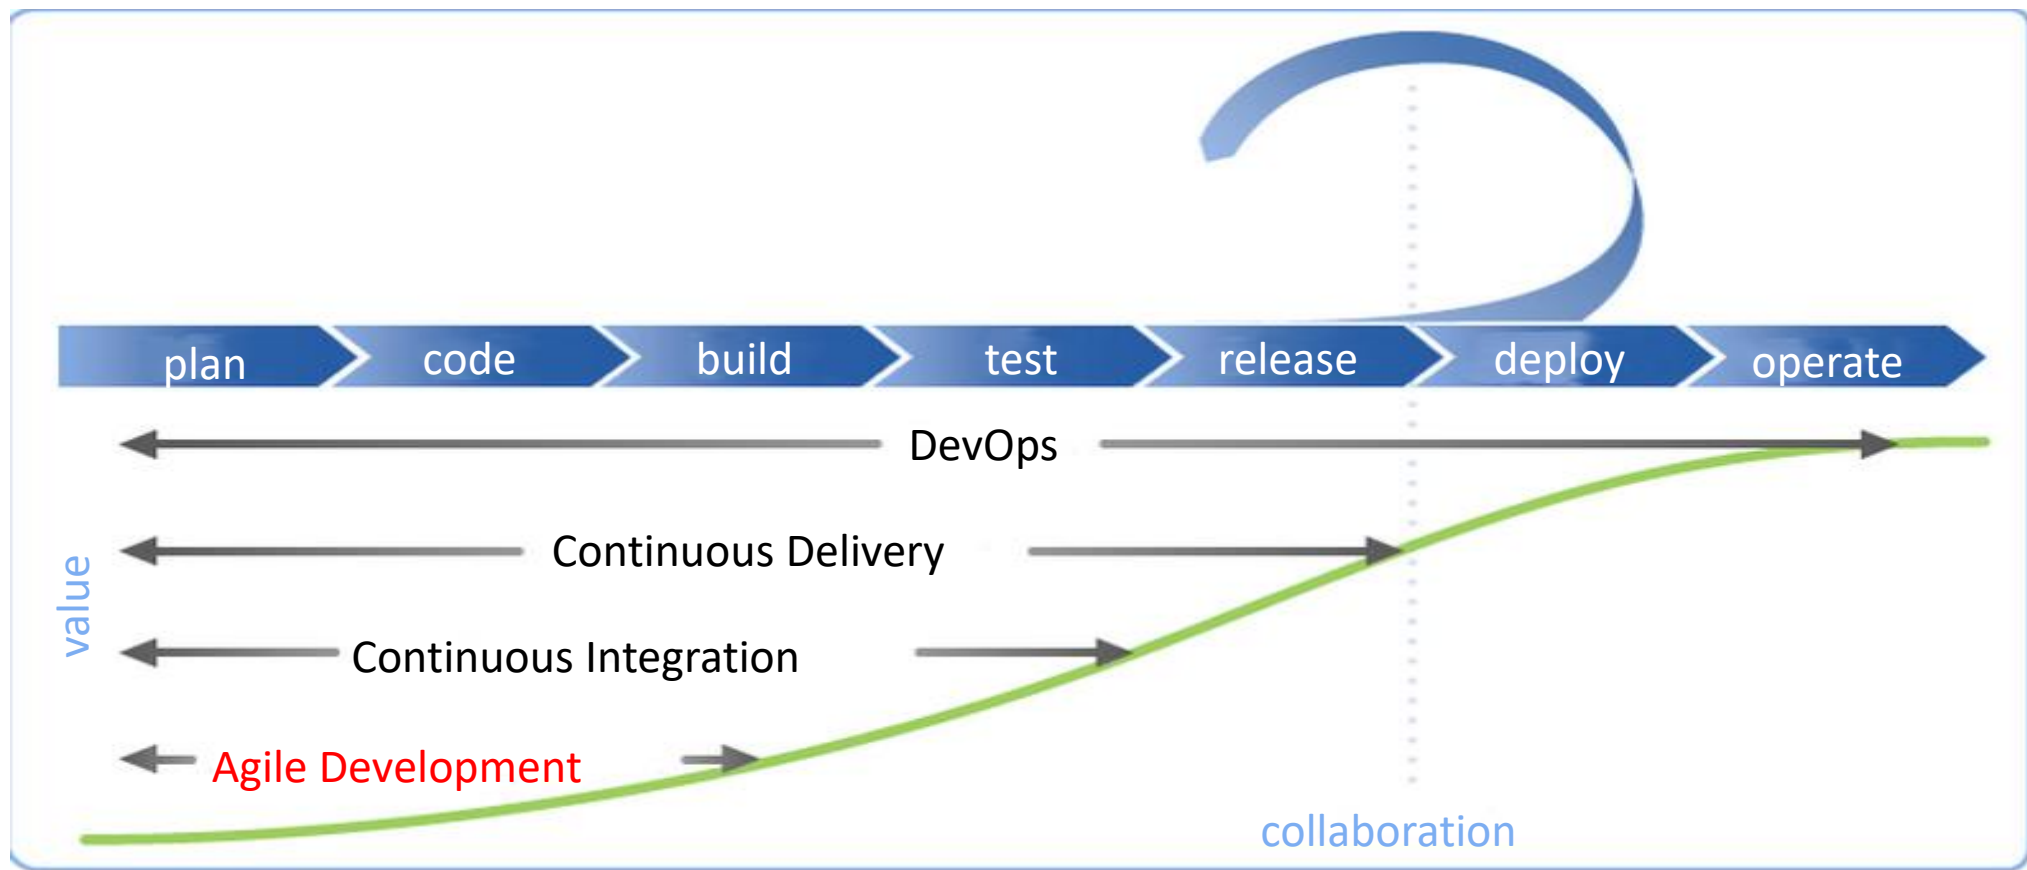 plan
code
build
test
release
deploy
operate
DevOps
Continuous Delivery
value
Continuous Integration
Agile Development
collaboration